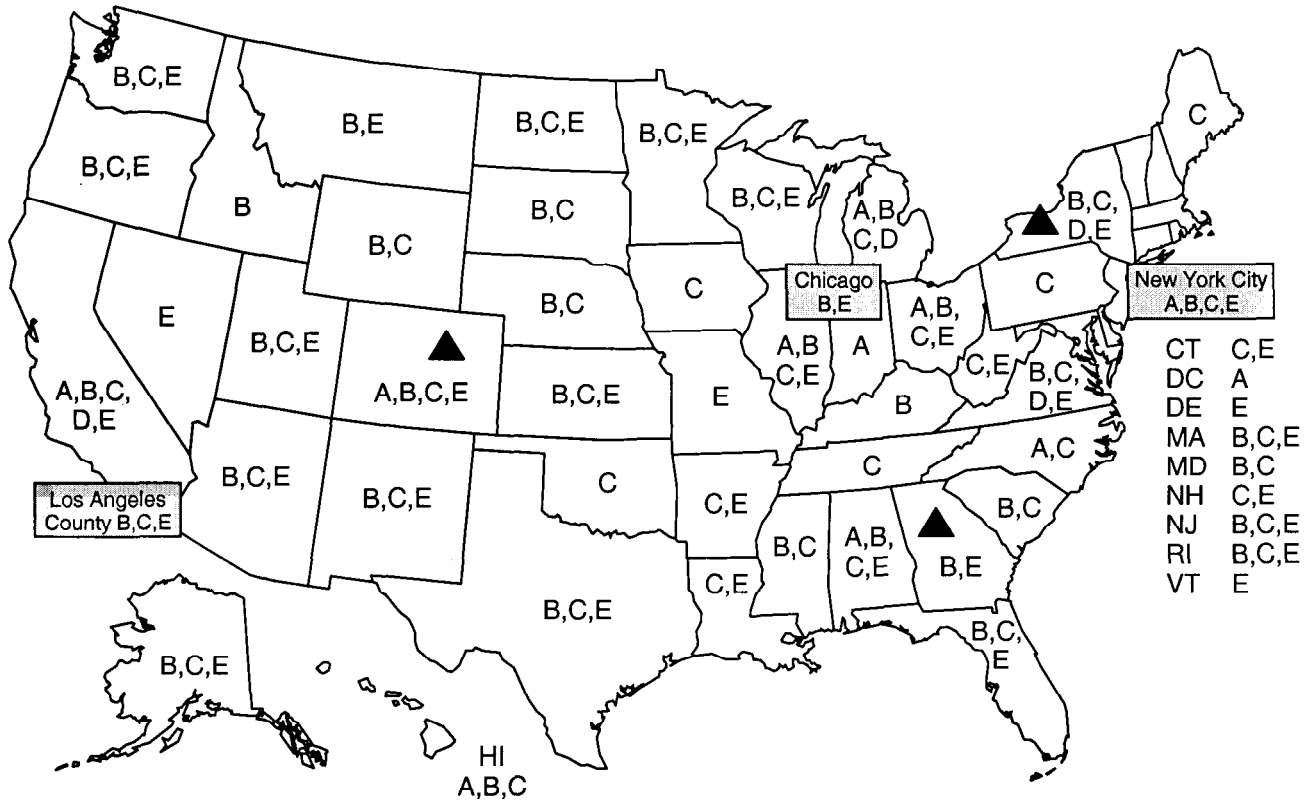 B,C,E
B,E
B,C,E
B,C,E
C
B,C,E
B
B,C
B,C
B,C,E
A,B
C,D
B,C,
D,E
E
B,C,E
A,B,C,E
B,C
C
Chicago
B,E
C
New York City
A,B,C,E
A,B,C,
D,E
B,C,E
E
A,B
C,E
A
A,B,
C,E
C,E
B,C,
D,E
B
CT C,E
DC A
DE E
MA B,C,E
MD B,C
NH C,E
NJ B,C,E
RI B,C,E
VT E
Los Angeles
County B,C,E
B,C,E
B,C,E
C
C,E
C
A,C
B,C
B,C
A,B,
C,E
B,E
B,C,E
C,E
B,C,
E
B,C,E
HI
A,B,C